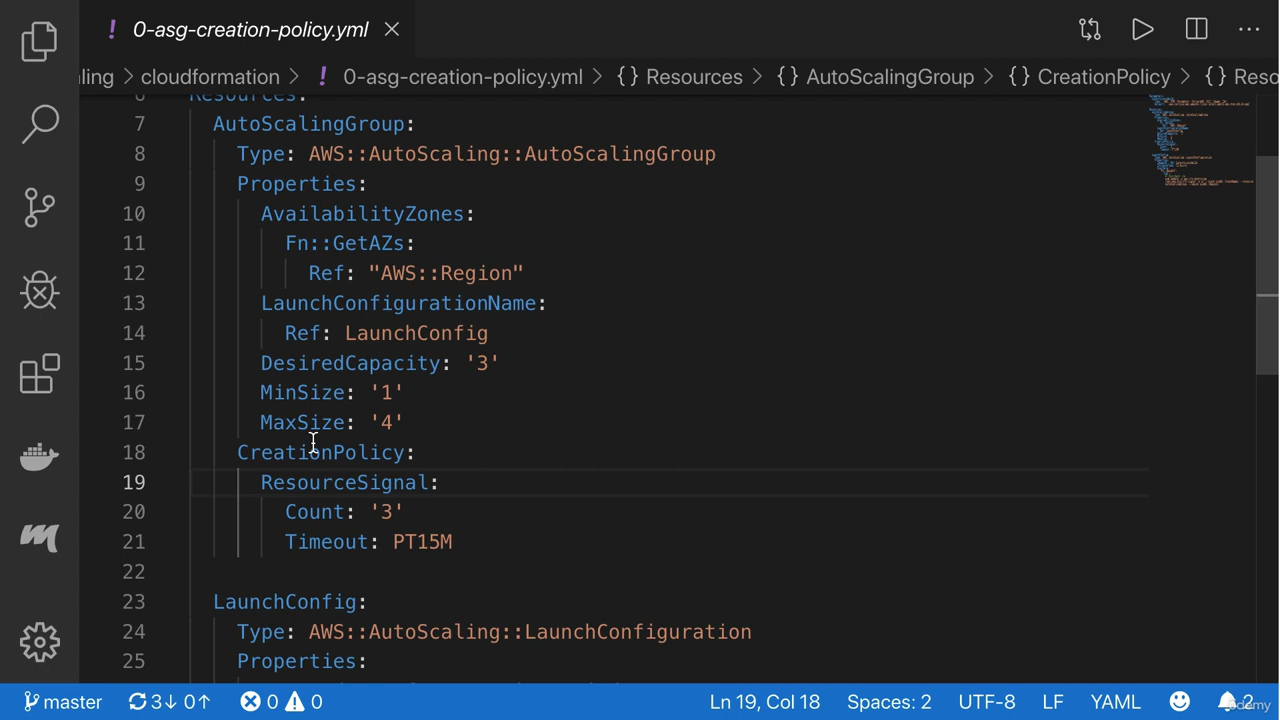 ! 0-asg-creation-policy.yml
ling > cloudformation > ! 0-asg-creation-policy.yml > {} Resources > {} AutoScalingGroup > {} CreationPolicy > {} Reso
6 Resources:
7 AutoScalingGroup:
8 Type: AWS::AutoScaling::AutoScalingGroup
9 Properties:
10 AvailabilityZones:
11 Fn::GetAZs:
12 Ref: "AWS::Region"
13 LaunchConfigurationName:
14 Ref: LaunchConfig
15 DesiredCapacity: '3'
16 MinSize: '1'
17 MaxSize: '4'
18 CreationPolicy:
19 ResourceSignal:
20 Count: '3'
21 Timeout: PT15M
22
23 LaunchConfig:
24 Type: AWS::AutoScaling::LaunchConfiguration
25 Properties:
master 3↓ 0↑ 0 0 Ln 19, Col 18 Spaces: 2 UTF-8 LF YAML 2
udemy